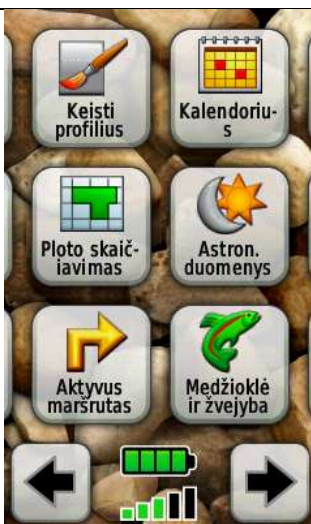 Keisti
profilius
Kalendoriu-
s
Ploto skaič-
iavimas
Astron.
duomenys
Aktyvus
maršrutas
Medžioklė
ir žvejyba